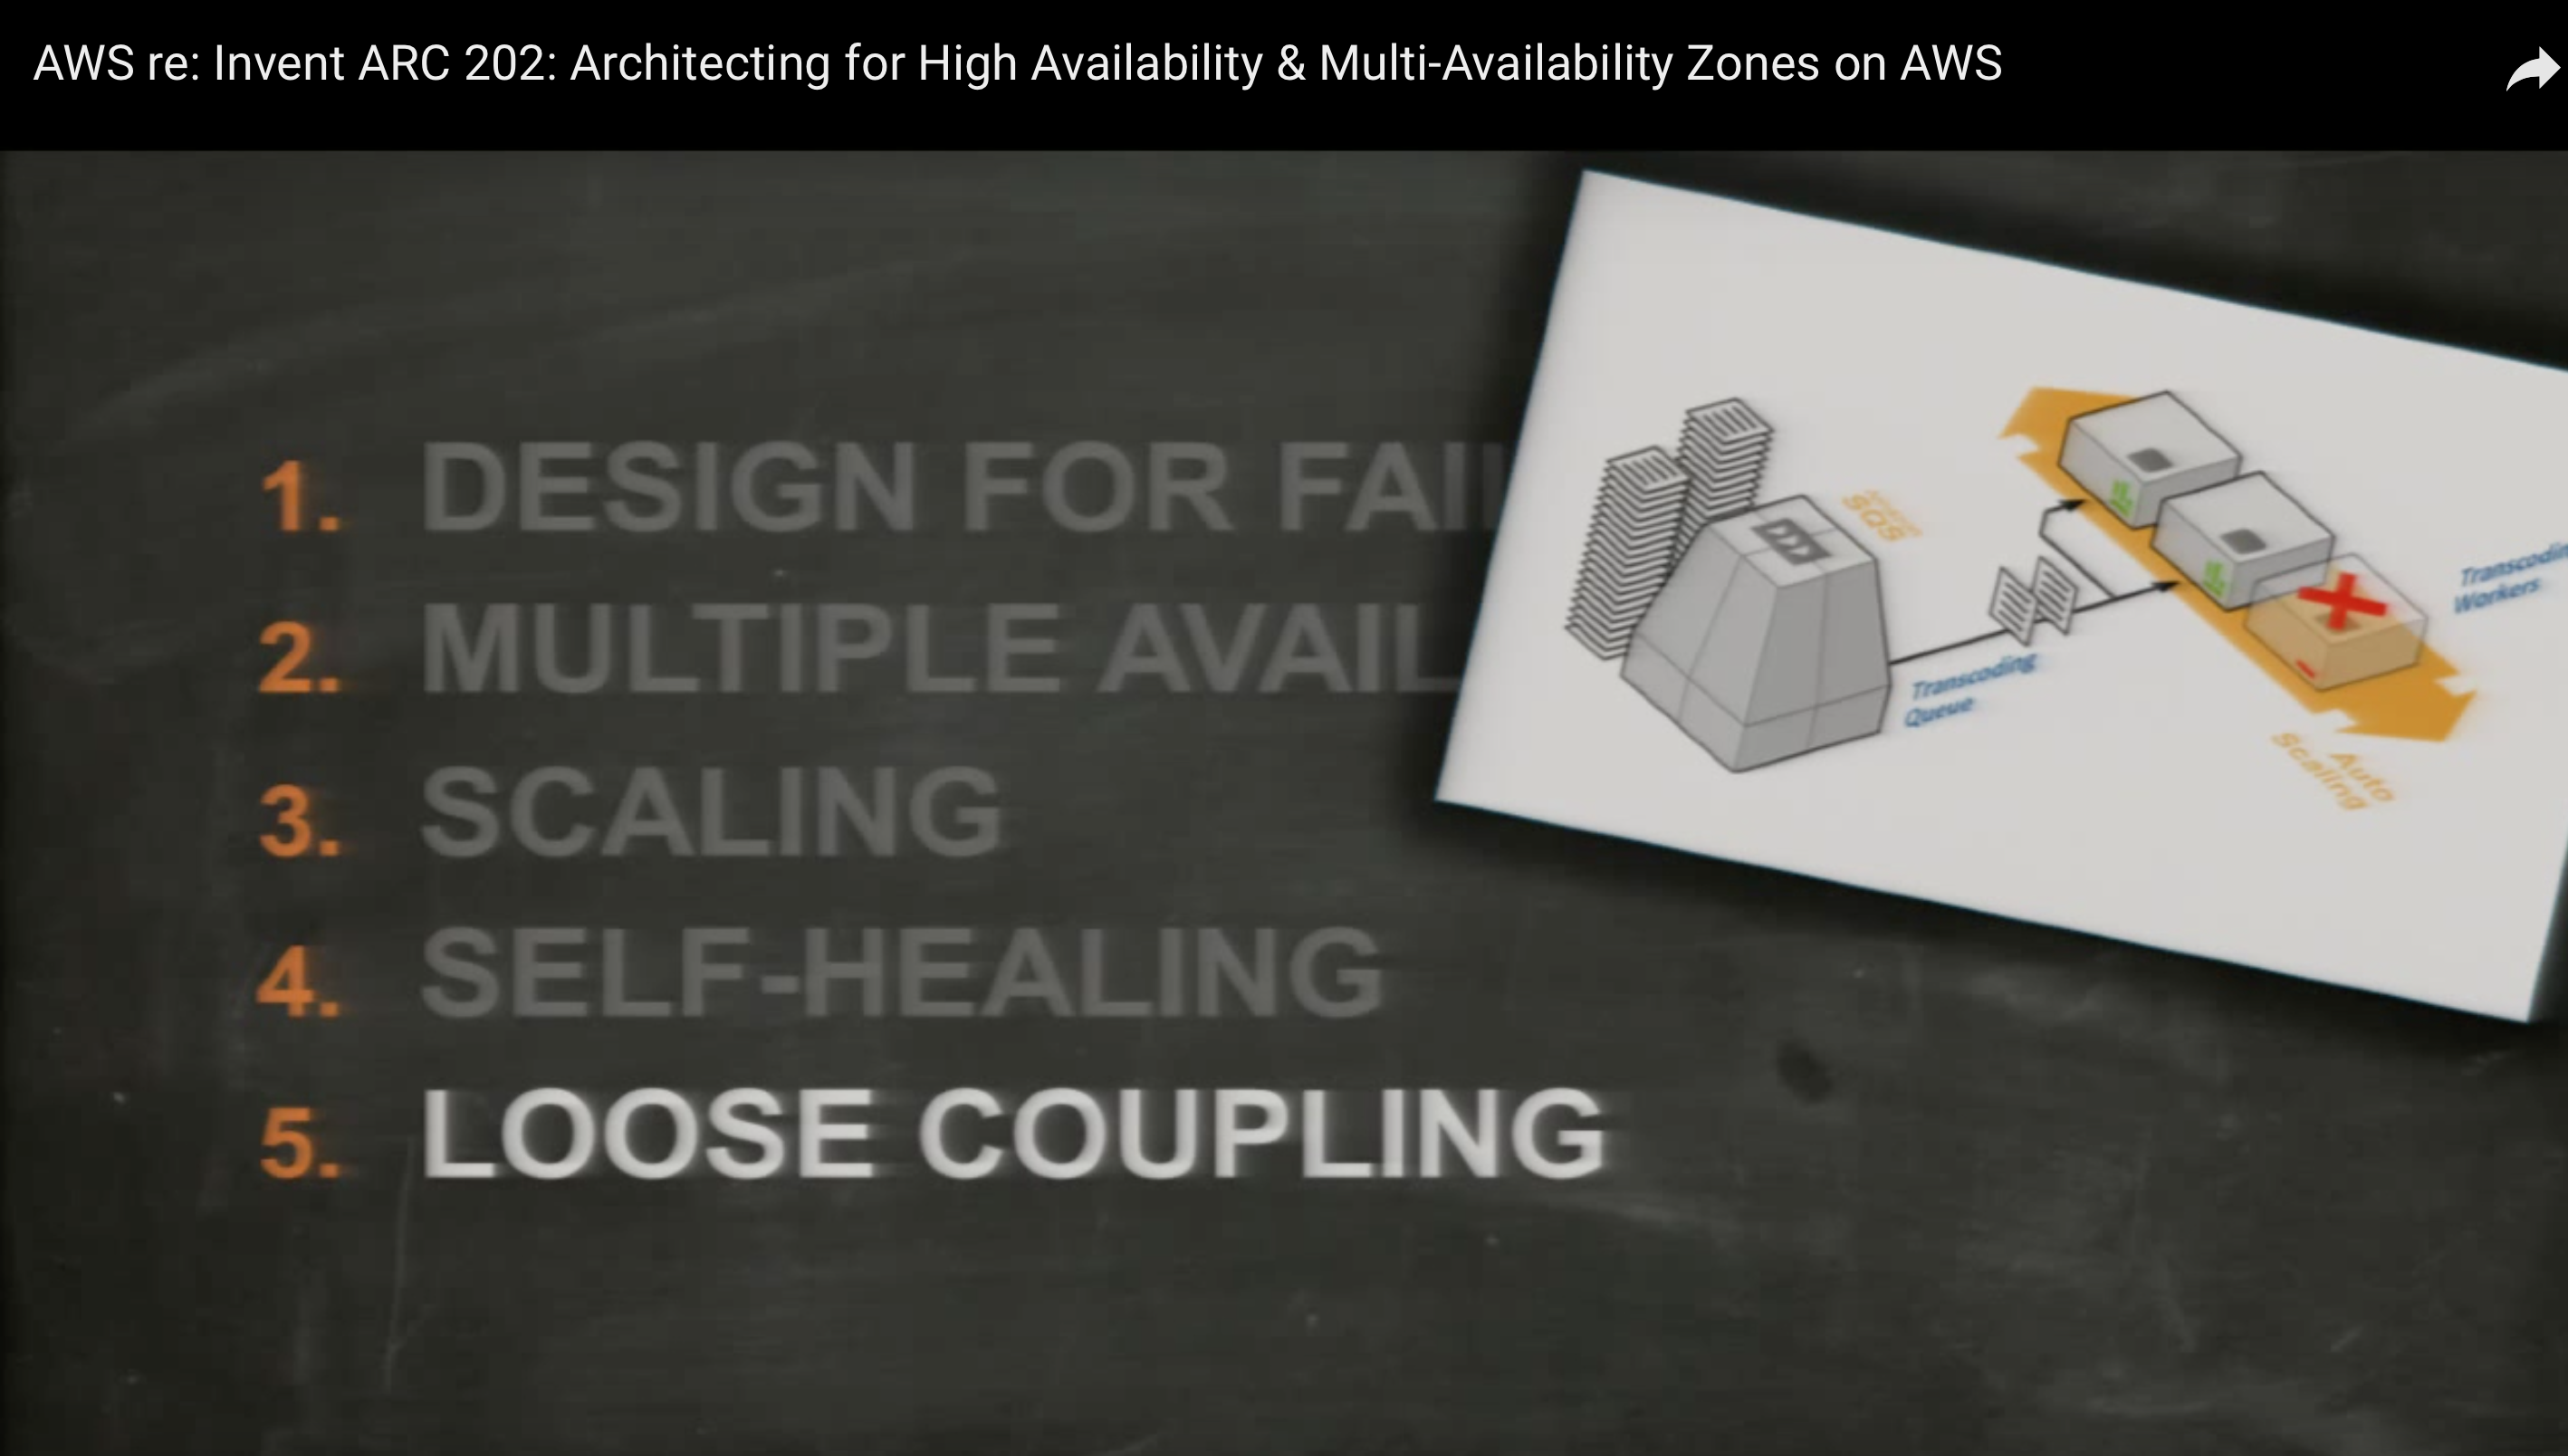 AWS re: Invent ARC 202: Architecting for High Availability & Multi-Availability Zones on AWS
1. DESIGN FOR FAI
2. MULTIPLE AVAIL
3. SCALING
4. SELF-HEALING
5. LOOSE COUPLING
SQS
Transcoding
Queue
Workers
Auto
Scaling